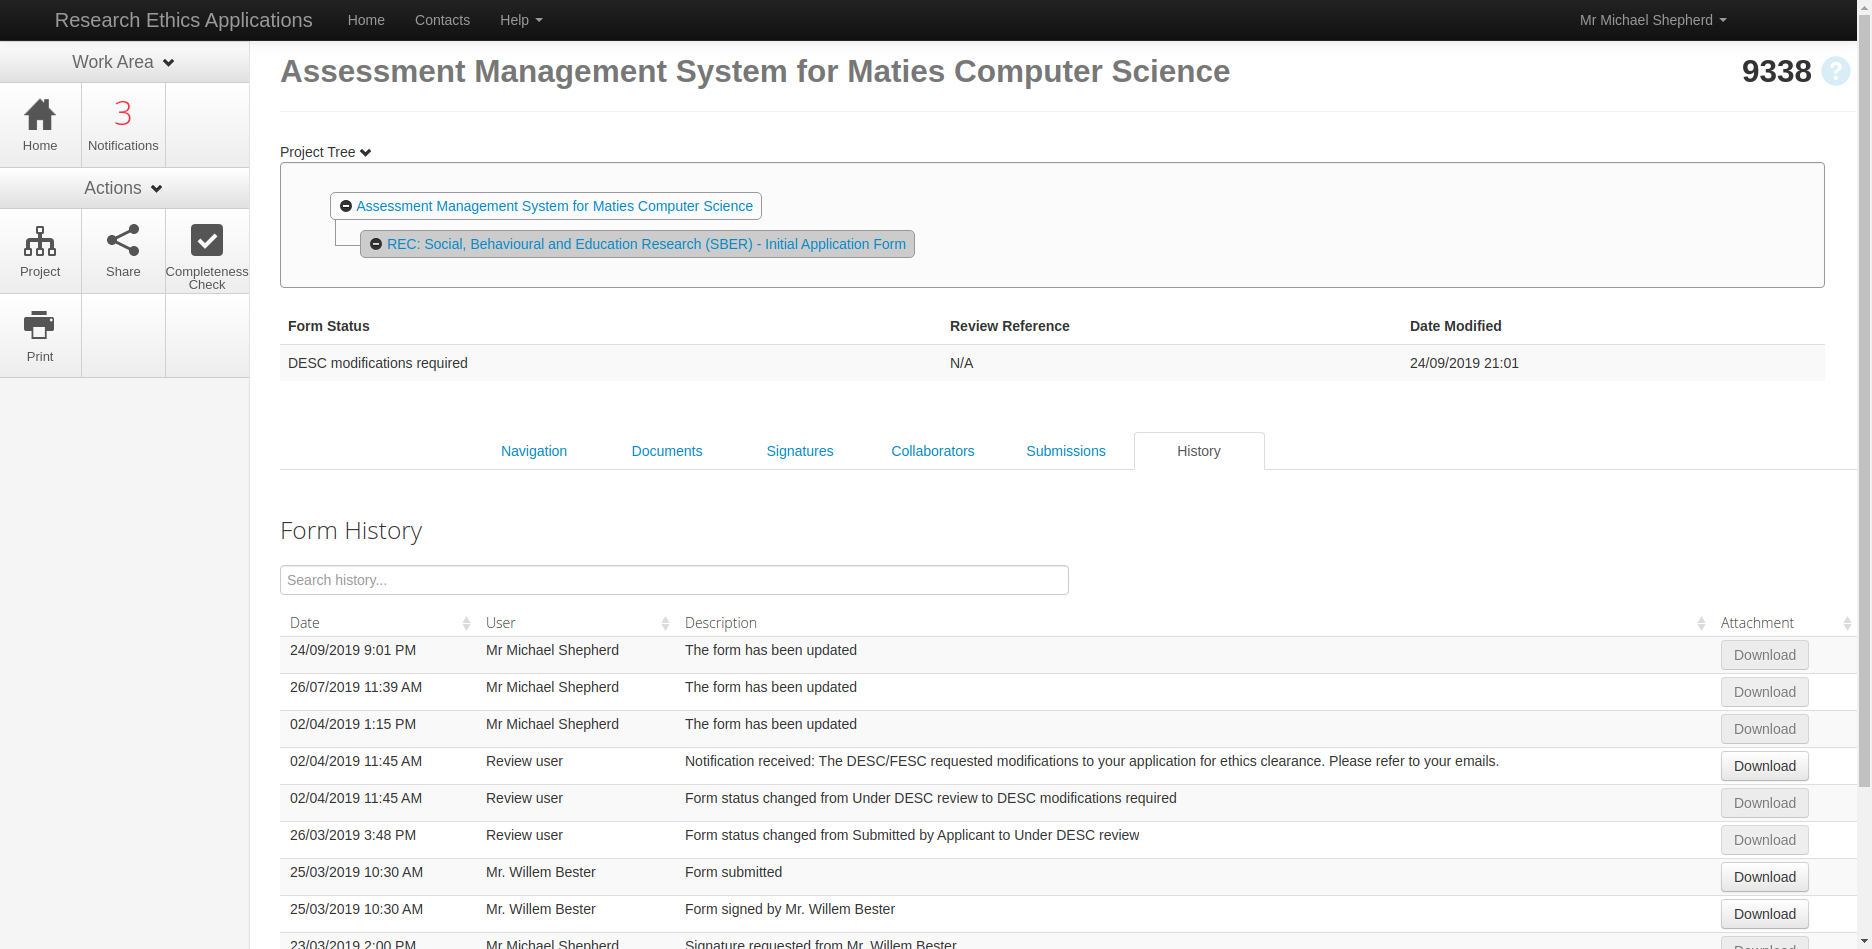 Research Ethics Applications Home Contacts Help Mr Michael Shepherd
Work Area
Home
3
Notifications
Actions
Project
Share
Completeness
Check
Print
Assessment Management System for Maties Computer Science 9338 ?
Project Tree
Assessment Management System for Maties Computer Science
REC: Social, Behavioural and Education Research (SBER) - Initial Application Form
Form Status Review Reference Date Modified
DESC modifications required N/A 24/09/2019 21:01
Navigation Documents Signatures Collaborators Submissions History
Form History
Search history...
Date User Description Attachment
24/09/2019 9:01 PM Mr Michael Shepherd The form has been updated Download
26/07/2019 11:39 AM Mr Michael Shepherd The form has been updated Download
02/04/2019 1:15 PM Mr Michael Shepherd The form has been updated Download
02/04/2019 11:45 AM Review user Notification received: The DESC/FESC requested modifications to your application for ethics clearance. Please refer to your emails. Download
02/04/2019 11:45 AM Review user Form status changed from Under DESC review to DESC modifications required Download
26/03/2019 3:48 PM Review user Form status changed from Submitted by Applicant to Under DESC review Download
25/03/2019 10:30 AM Mr. Willem Bester Form submitted Download
25/03/2019 10:30 AM Mr. Willem Bester Form signed by Mr. Willem Bester Download
23/03/2019 2:00 PM Mr Michael Shepherd Signature requested from Mr. Willem Bester Download